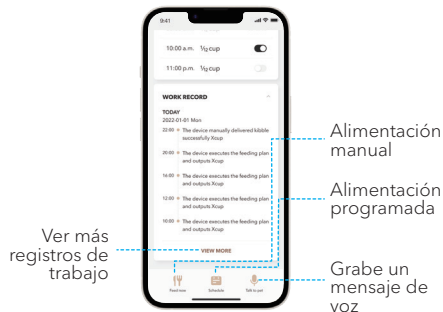 9:41
10:00 a.m. 1/12 cup
11:00 p.m. 1/12 cup
WORK RECORD
TODAY
2022-01-01 Mon
22:00 The device manually delivered kibble
successfully Xcup
20:00 The device executes the feeding plan
and outputs Xcup
16:00 The device executes the feeding plan
and outputs Xcup
12:00 The device executes the feeding plan
and outputs Xcup
10:00 The device executes the feeding plan
and outputs Xcup
VIEW MORE
Feed now Schedule Talk to pet
Alimentación
manual
Alimentación
programada
Ver más
registros de
trabajo
Grabe un
mensaje de
voz